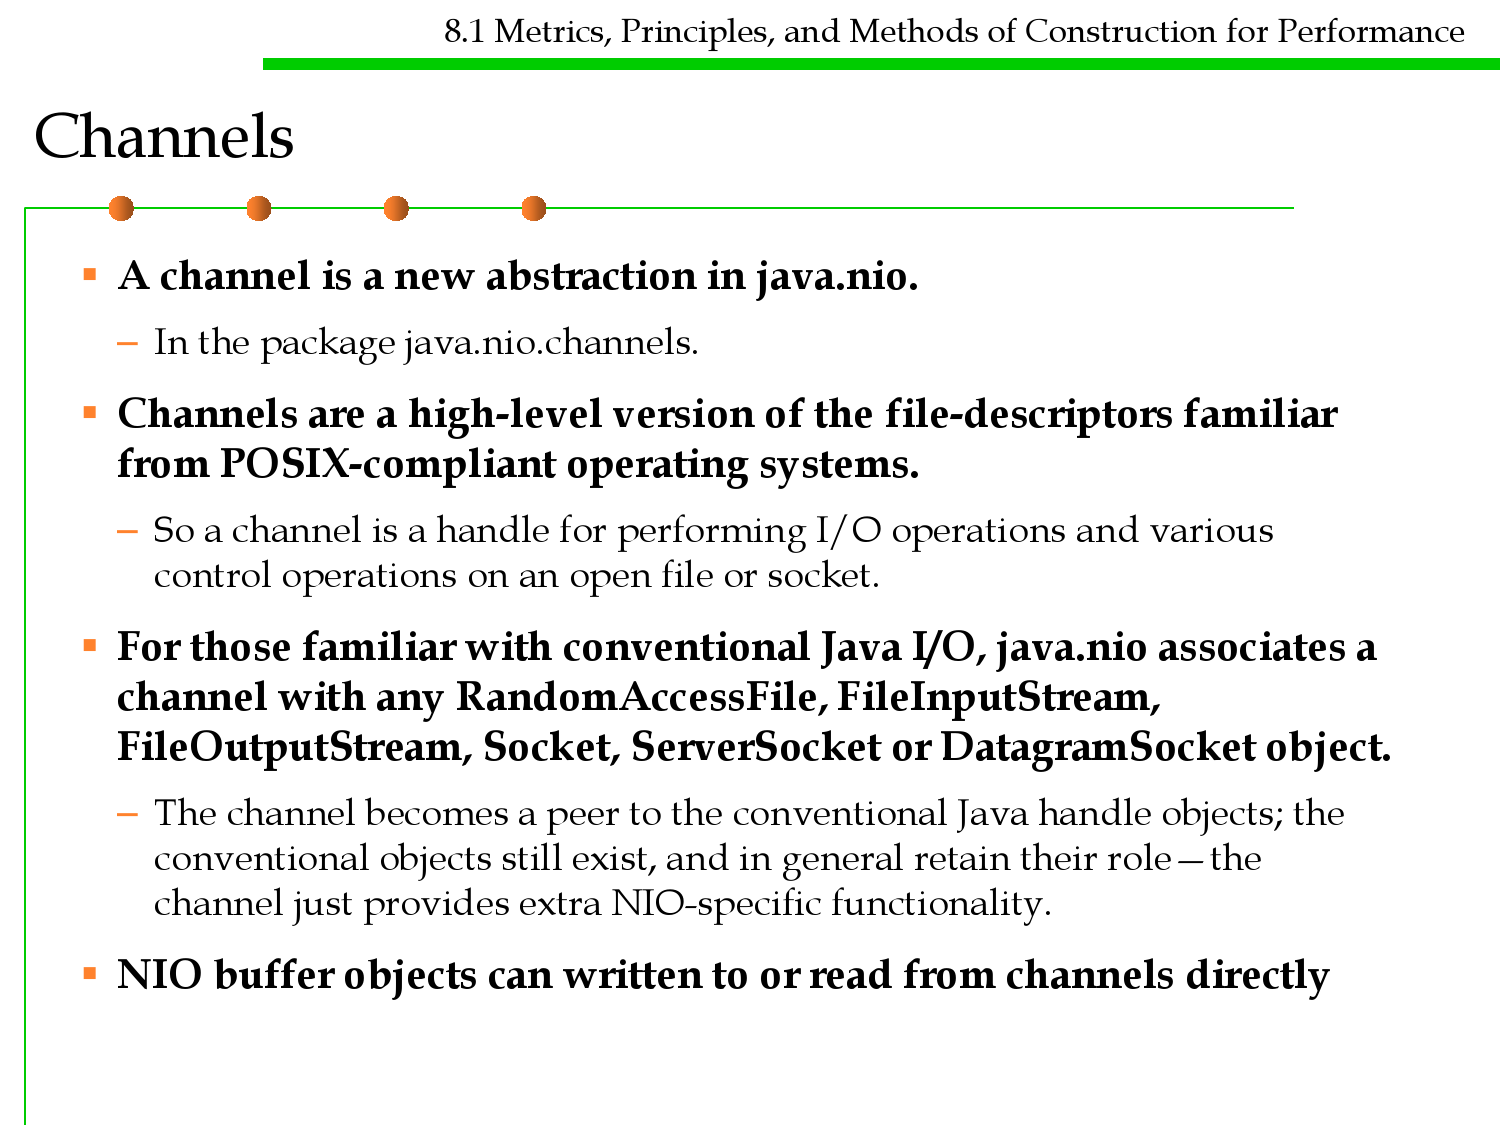 8.1 Metrics, Principles, and Methods of Construction for Performance
Channels
▪ A channel is a new abstraction in java.nio.
– In the package java.nio.channels.
▪ Channels are a high-level version of the file-descriptors familiar
from POSIX-compliant operating systems.
– So a channel is a handle for performing I/O operations and various
control operations on an open file or socket.
▪ For those familiar with conventional Java I/O, java.nio associates a
channel with any RandomAccessFile, FileInputStream,
FileOutputStream, Socket, ServerSocket or DatagramSocket object.
– The channel becomes a peer to the conventional Java handle objects; the
conventional objects still exist, and in general retain their role—the
channel just provides extra NIO-specific functionality.
▪ NIO buffer objects can written to or read from channels directly